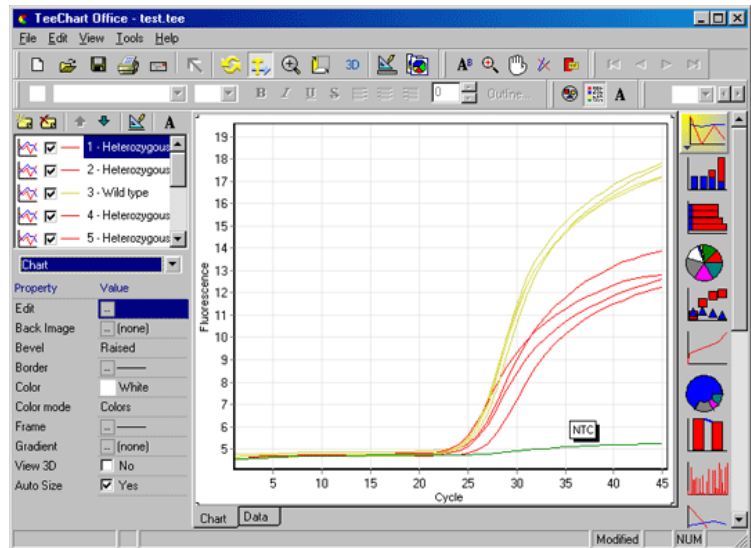 TeeChart Office - test.tee
File Edit View Tools Help
3D A B
B I U S 0 Outline... A
A
1 - Heterozygous
2 - Heterozygous
3 - Wild type
4 - Heterozygous
5 - Heterozygous
Chart
Property Value
Edit ...
Back Image ... (none)
Bevel Raised
Border ...
Color White
Color mode Colors
Frame ...
Gradient ... (none)
View 3D No
Auto Size Yes
19
18
17
16
15
14
13
12
11
10
9
8
7
6
5
Fluorescence
NTC
5 10 15 20 25 30 35 40 45
Cycle
Chart Data
Modified NUM